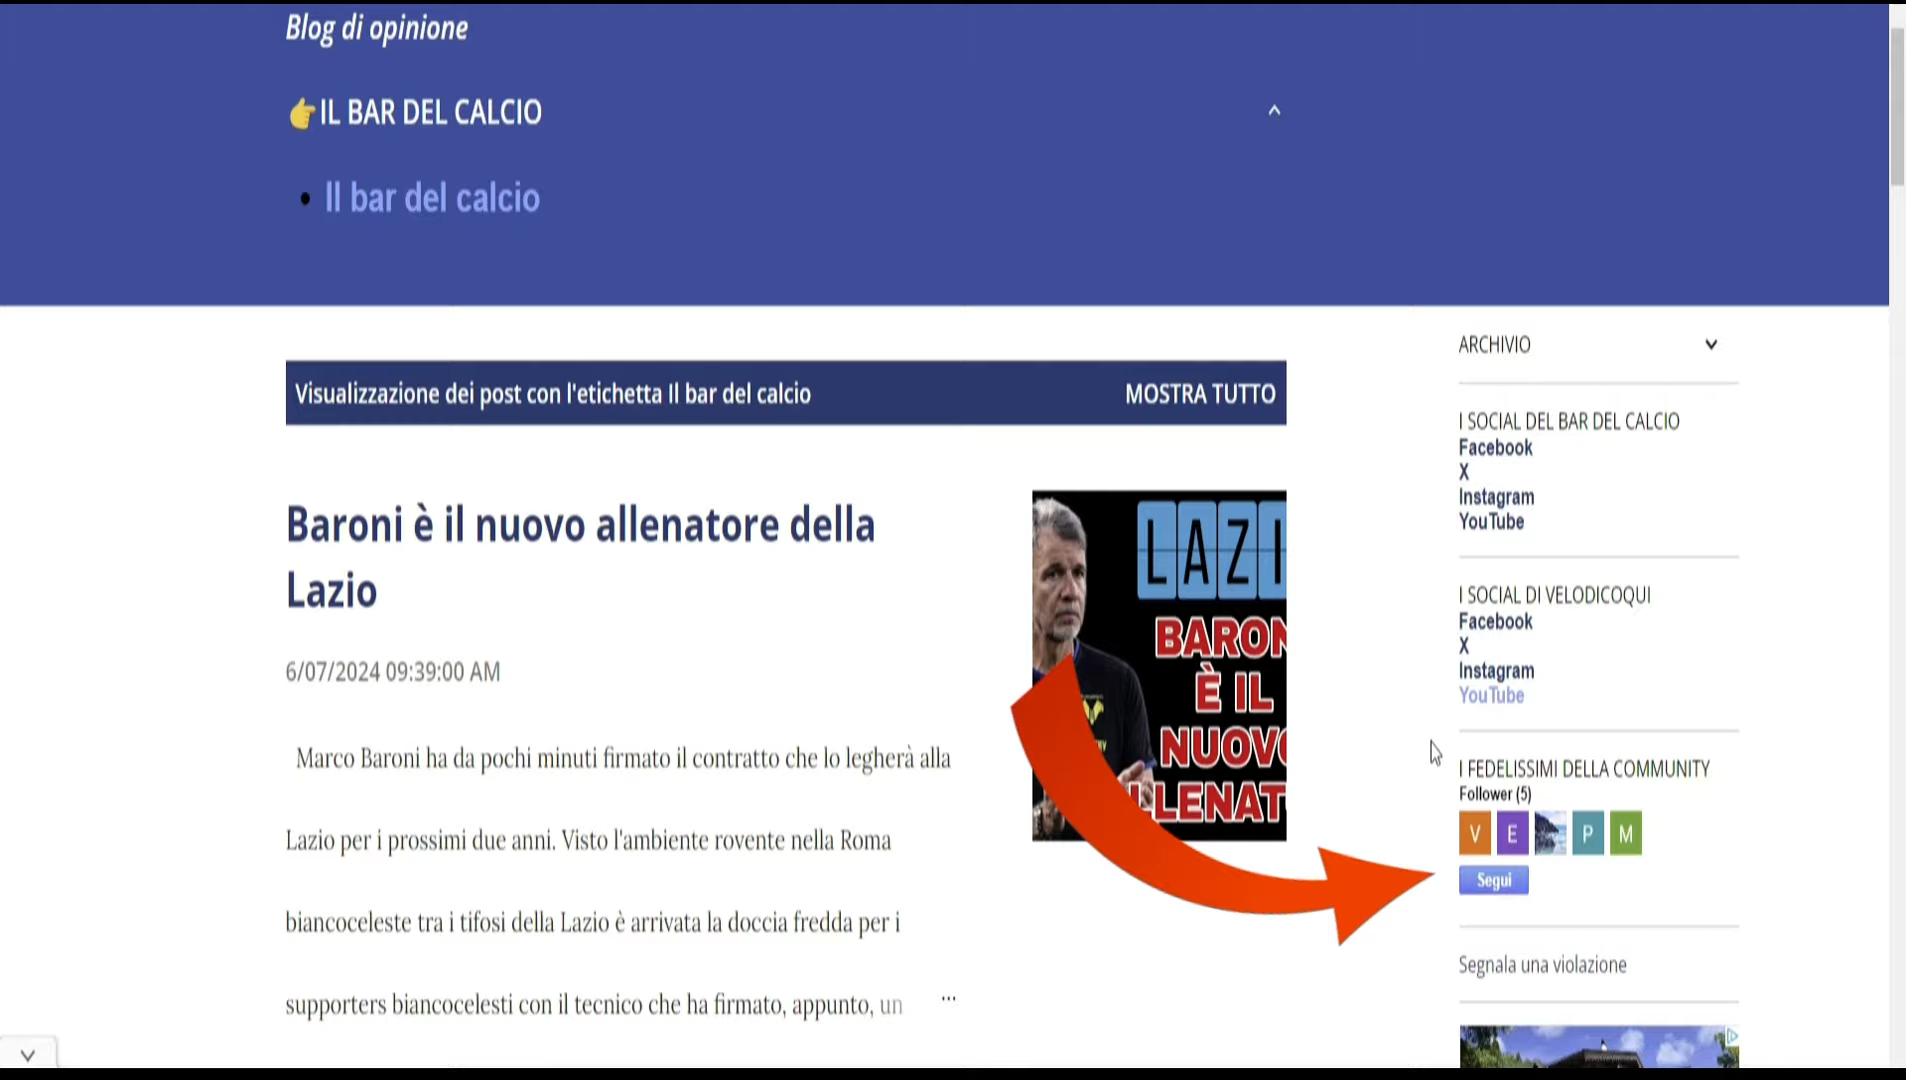 Blog di opinione
👉IL BAR DEL CALCIO
Il bar del calcio
Visualizzazione dei post con l'etichetta Il bar del calcio
MOSTRA TUTTO
Baroni è il nuovo allenatore della
Lazio
6/07/2024 09:39:00 AM
Marco Baroni ha da pochi minuti firmato il contratto che lo legherà alla
Lazio per i prossimi due anni. Visto l'ambiente rovente nella Roma
biancoceleste tra i tifosi della Lazio è arrivata la doccia fredda per i
supporters biancocelesti con il tecnico che ha firmato, appunto, un ...
LAZI
BARON
È IL
NUOVO
LLENAT
ARCHIVIO
I SOCIAL DEL BAR DEL CALCIO
Facebook
X
Instagram
YouTube
I SOCIAL DI VELODICOQUI
Facebook
X
Instagram
YouTube
I FEDELISSIMI DELLA COMMUNITY
Follower (5)
V E P M
Segui
Segnala una violazione